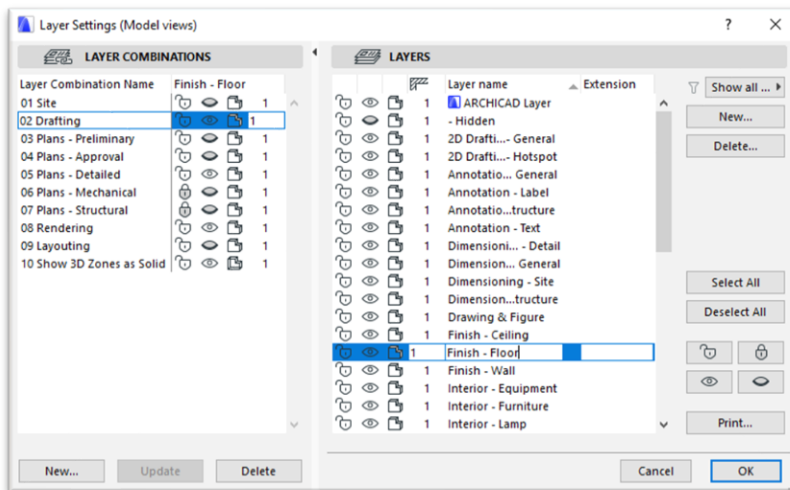 Layer Settings (Model views)
? ×
LAYER COMBINATIONS
Layer Combination Name Finish - Floor
01 Site 1
02 Drafting 1
03 Plans - Preliminary 1
04 Plans - Approval 1
05 Plans - Detailed 1
06 Plans - Mechanical 1
07 Plans - Structural 1
08 Rendering 1
09 Layouting 1
10 Show 3D Zones as Solid 1
New... Update Delete
LAYERS
Layer name Extension
1 ARCHICAD Layer
1 - Hidden
1 2D Drafti...- General
1 2D Drafti...- Hotspot
1 Annotatio... General
1 Annotation - Label
1 Annotatio...tructure
1 Annotation - Text
1 Dimensioni... - Detail
1 Dimension... General
1 Dimensioning - Site
1 Dimension...tructure
1 Drawing & Figure
1 Finish - Ceiling
1 Finish - Floor
1 Finish - Wall
1 Interior - Equipment
1 Interior - Furniture
1 Interior - Lamp
Show all ...
New...
Delete...
Select All
Deselect All
Print...
Cancel OK